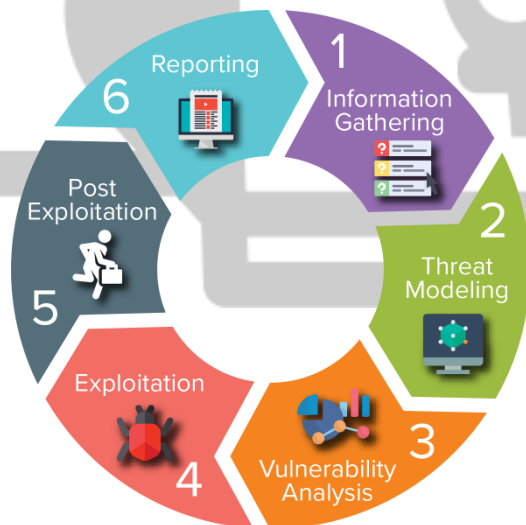 1
Information
Gathering
2
Threat
Modeling
3
Vulnerability
Analysis
4
Exploitation
5
Post
Exploitation
6
Reporting